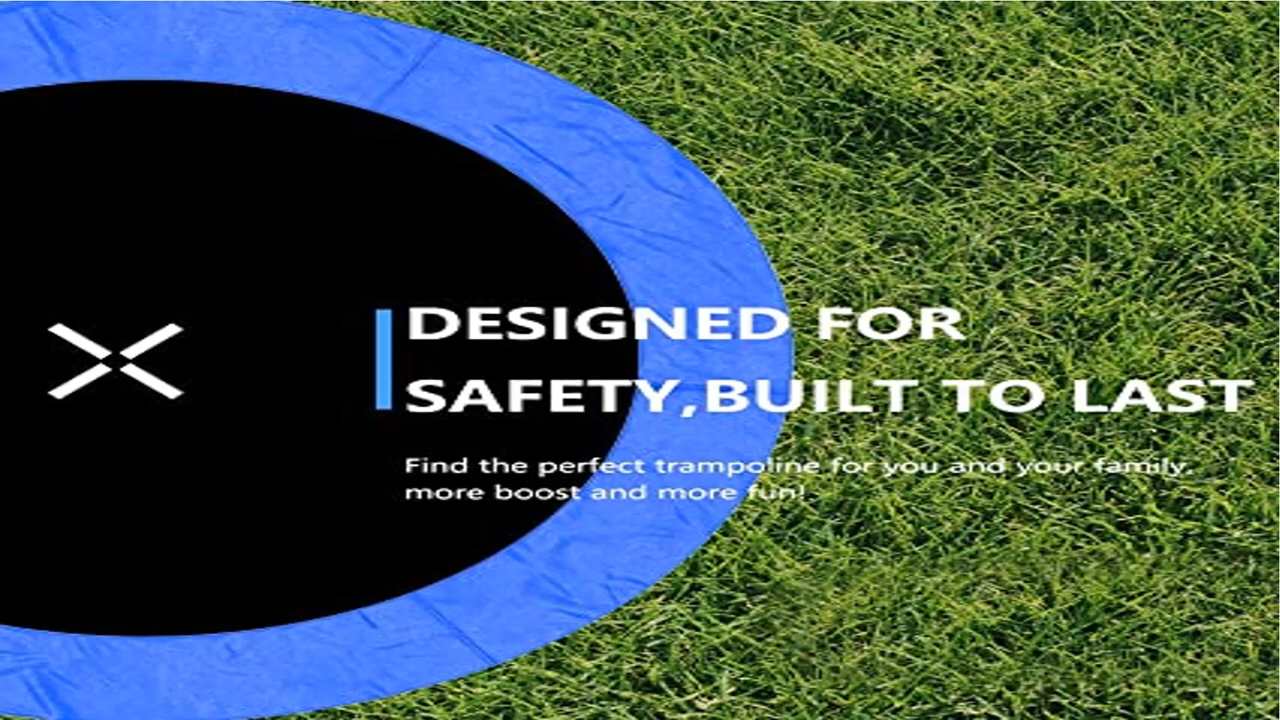 DESIGNED FOR
SAFETY,BUILT TO LAST
Find the perfect trampoline for you and your family,
more boost and more fun!